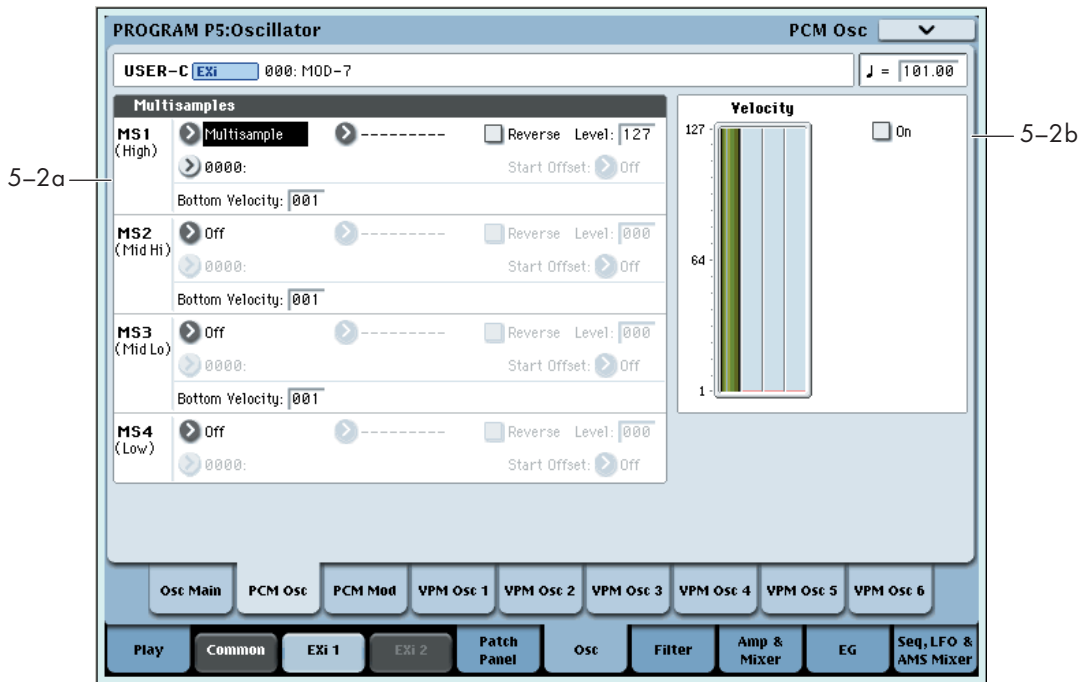 PROGRAM P5:Oscillator PCM Osc
USER-C EXi 000: MOD-7 ♩ = 101.00
Multisamples
MS1 Multisample --------- Reverse Level: 127
(High)
0000: Start Offset: Off
Bottom Velocity: 001
MS2 Off --------- Reverse Level: 000
(Mid Hi)
0000: Start Offset: Off
Bottom Velocity: 001
MS3 Off --------- Reverse Level: 000
(Mid Lo)
0000: Start Offset: Off
Bottom Velocity: 001
MS4 Off --------- Reverse Level: 000
(Low)
0000: Start Offset: Off
Velocity
127
64
1
On
5-2a
5-2b
Osc Main PCM Osc PCM Mod VPM Osc 1 VPM Osc 2 VPM Osc 3 VPM Osc 4 VPM Osc 5 VPM Osc 6
Play Common EXi 1 EXi 2 Patch Panel Osc Filter Amp & Mixer EG Seq, LFO & AMS Mixer